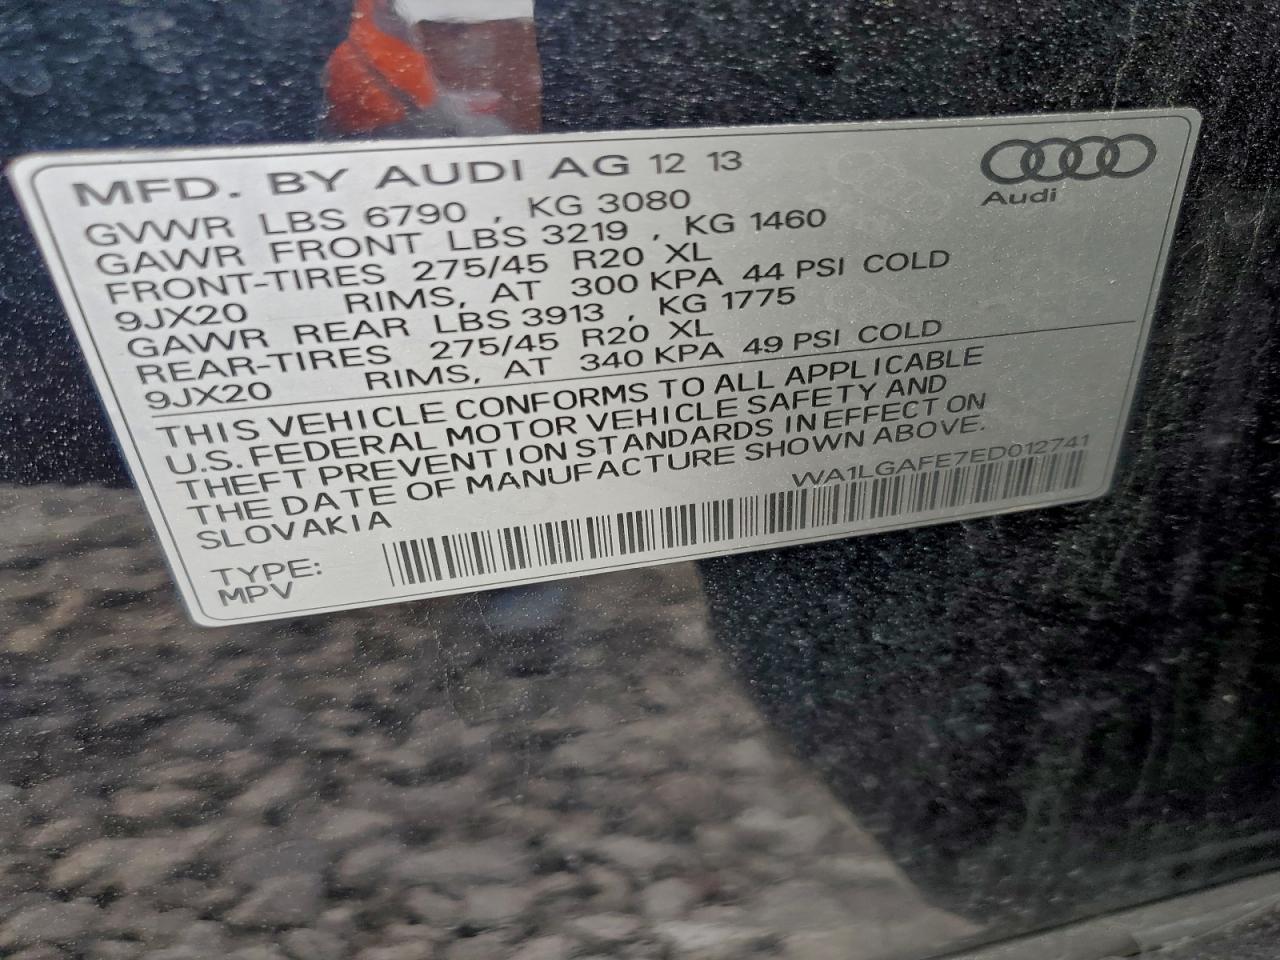 MFD. BY AUDI AG 12 13
Audi
GVWR LBS 6790 , KG 3080
GAWR FRONT LBS 3219 , KG 1460
FRONT-TIRES 275/45 R20 XL
9JX20 RIMS, AT 300 KPA 44 PSI COLD
GAWR REAR LBS 3913 , KG 1775
REAR-TIRES 275/45 R20 XL
9JX20 RIMS, AT 340 KPA 49 PSI COLD
THIS VEHICLE CONFORMS TO ALL APPLICABLE
U.S. FEDERAL MOTOR VEHICLE SAFETY AND
THEFT PREVENTION STANDARDS IN EFFECT ON
THE DATE OF MANUFACTURE SHOWN ABOVE.
SLOVAKIA WA1LGAFE7ED012741
TYPE:
MPV